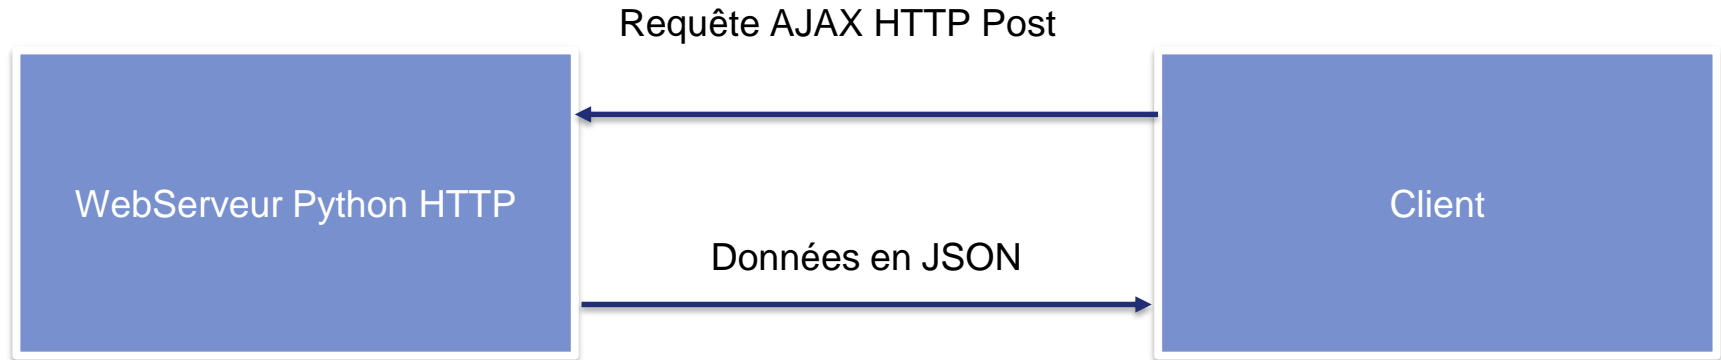 Requête AJAX HTTP Post
WebServeur Python HTTP
Client
Données en JSON